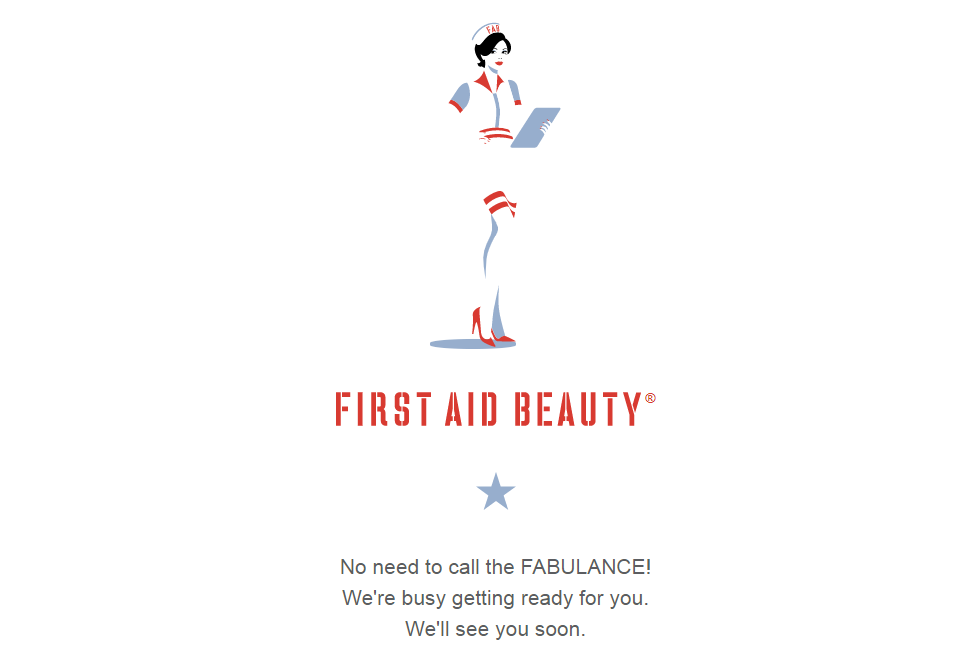 FAB
FIRST AID BEAUTY®
No need to call the FABULANCE!
We're busy getting ready for you.
We'll see you soon.